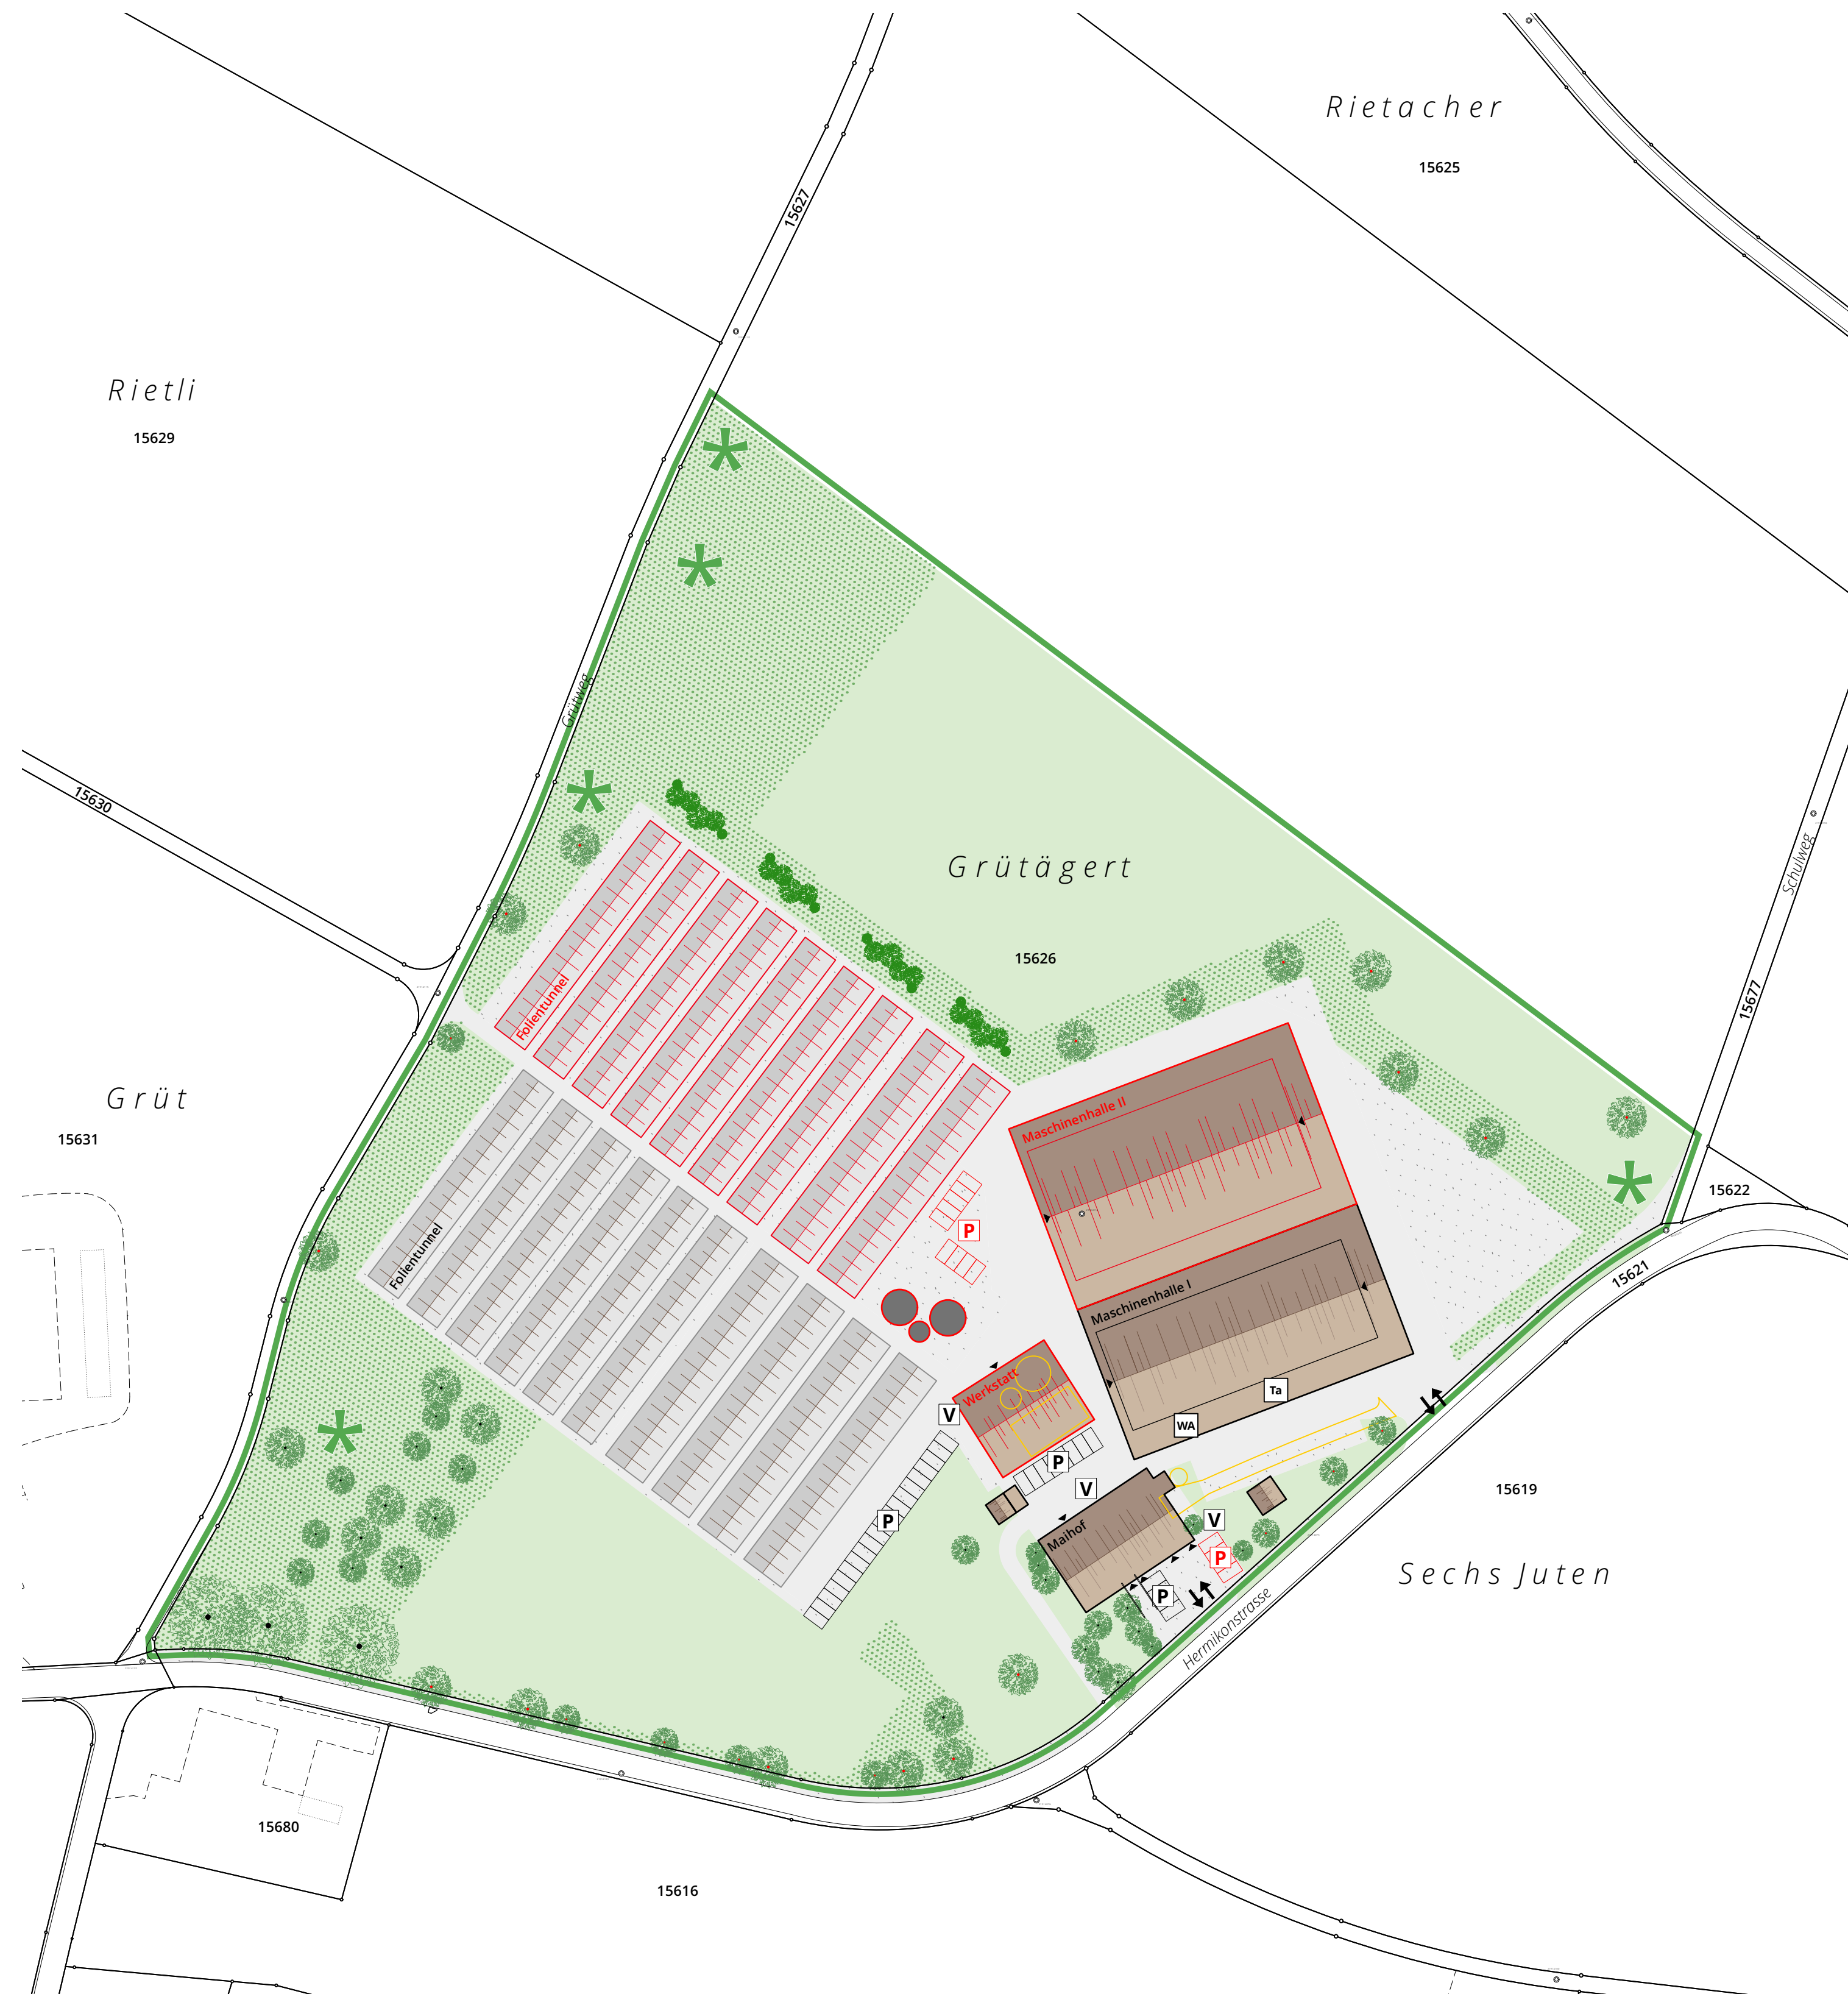 Rietacher
15625
15627
Rietli
15629
Grütweg
15630
Grütägert
Schulweg
15626
15677
Folientunnel
Grüt
15631
Maschinenhalle II
15622
P
Folientunnel
15621
Maschinenhalle I
Werkstatt
Ta
V
WA
P
V
15619
P
V
Maihof
P
Sechs Juten
P
Hermikonstrasse
15680
15616